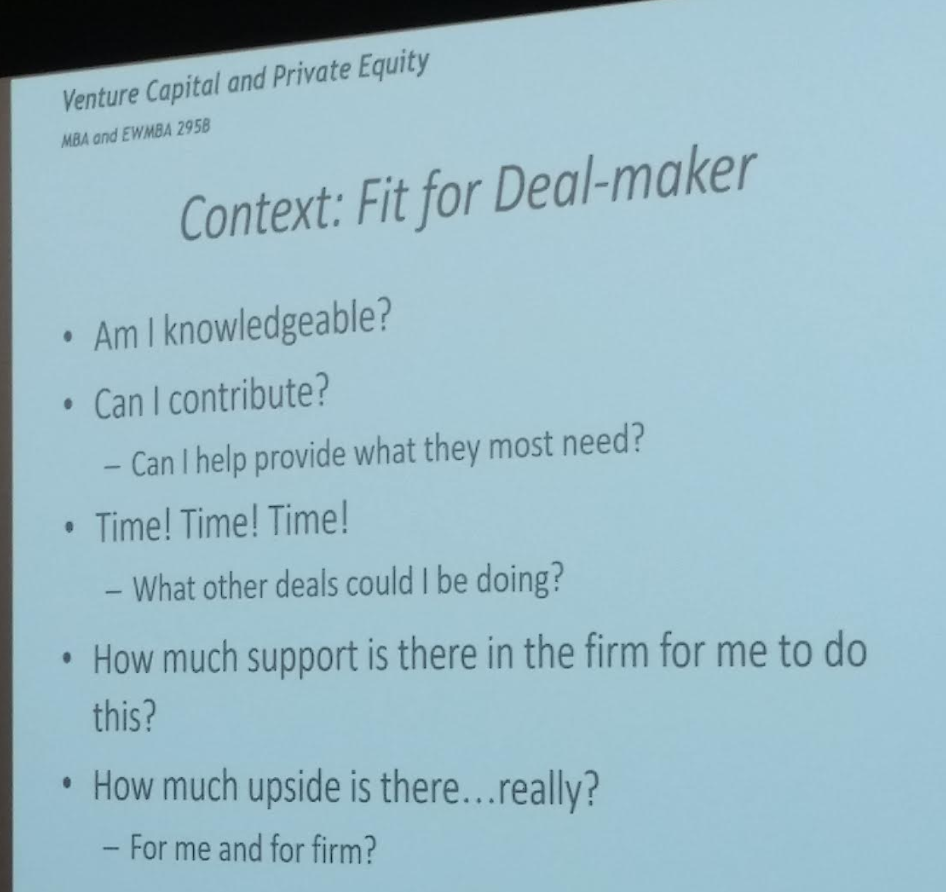 Venture Capital and Private Equity
MBA and EWMBA 295B
Context: Fit for Deal-maker
• Am I knowledgeable?
• Can I contribute?
– Can I help provide what they most need?
• Time! Time! Time!
– What other deals could I be doing?
• How much support is there in the firm for me to do
this?
• How much upside is there...really?
– For me and for firm?